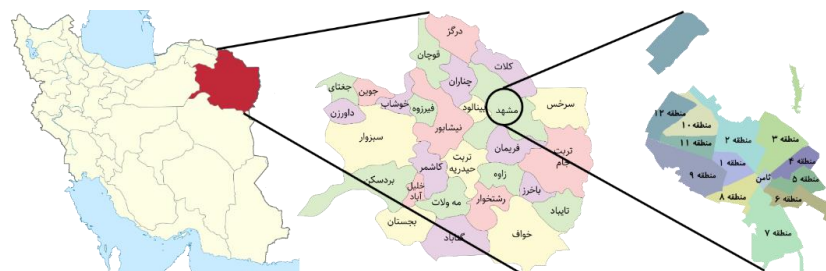 درگز
قوچان
کلات
چناران
جغتای
جوین
سرخس
خوشاب
فیروزه
بینالود
مشهد
داورزن
نیشابور
سبزوار
فریمان
تربت
جام
تربت
حیدریه
کاشمر
زاوه
بردسکن
خلیل
آباد
باخرز
مه ولات
رشتخوار
تایباد
بجستان
گناباد
خواف
منطقه ۱۲
منطقه ۱۰
منطقه ۱۱
منطقه ۲
منطقه ۳
منطقه ۱
منطقه ۴
منطقه ۹
ثامن
منطقه ۵
منطقه ۸
منطقه ۶
منطقه ۷